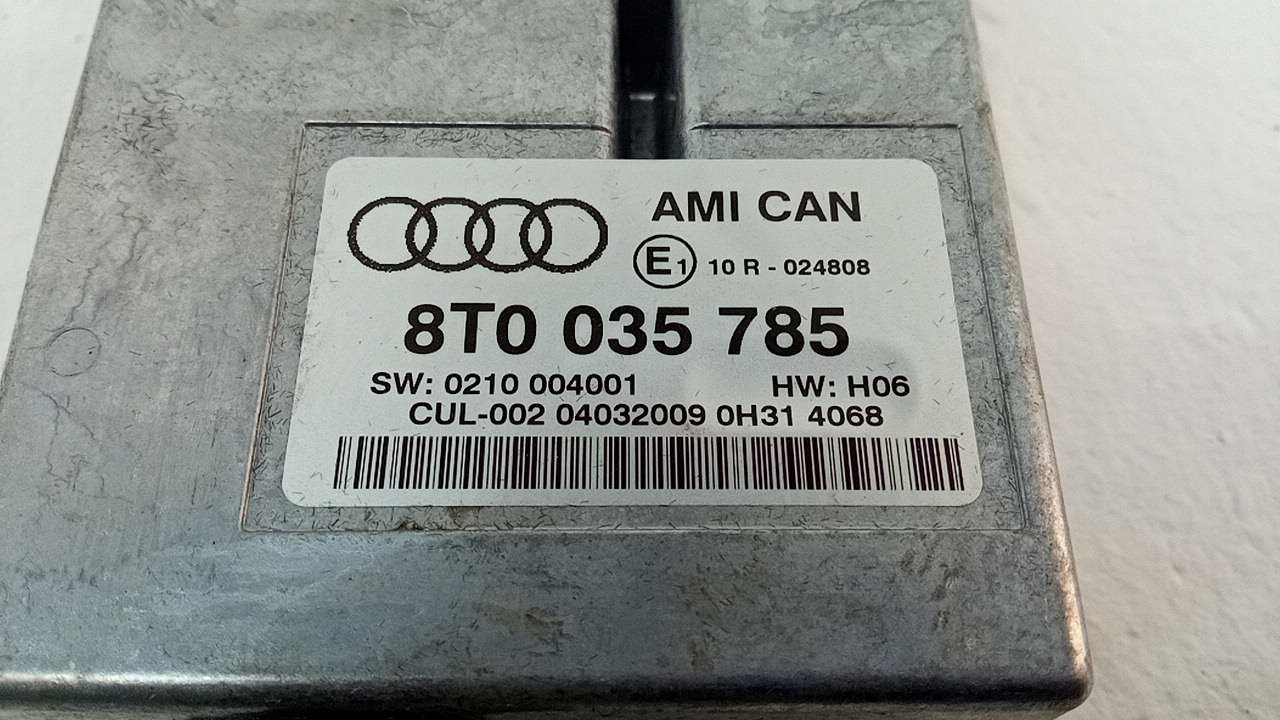 AMI CAN
E1 10 R - 024808
8T0 035 785
SW: 0210 004001 HW: H06
CUL-002 04032009 0H31 4068